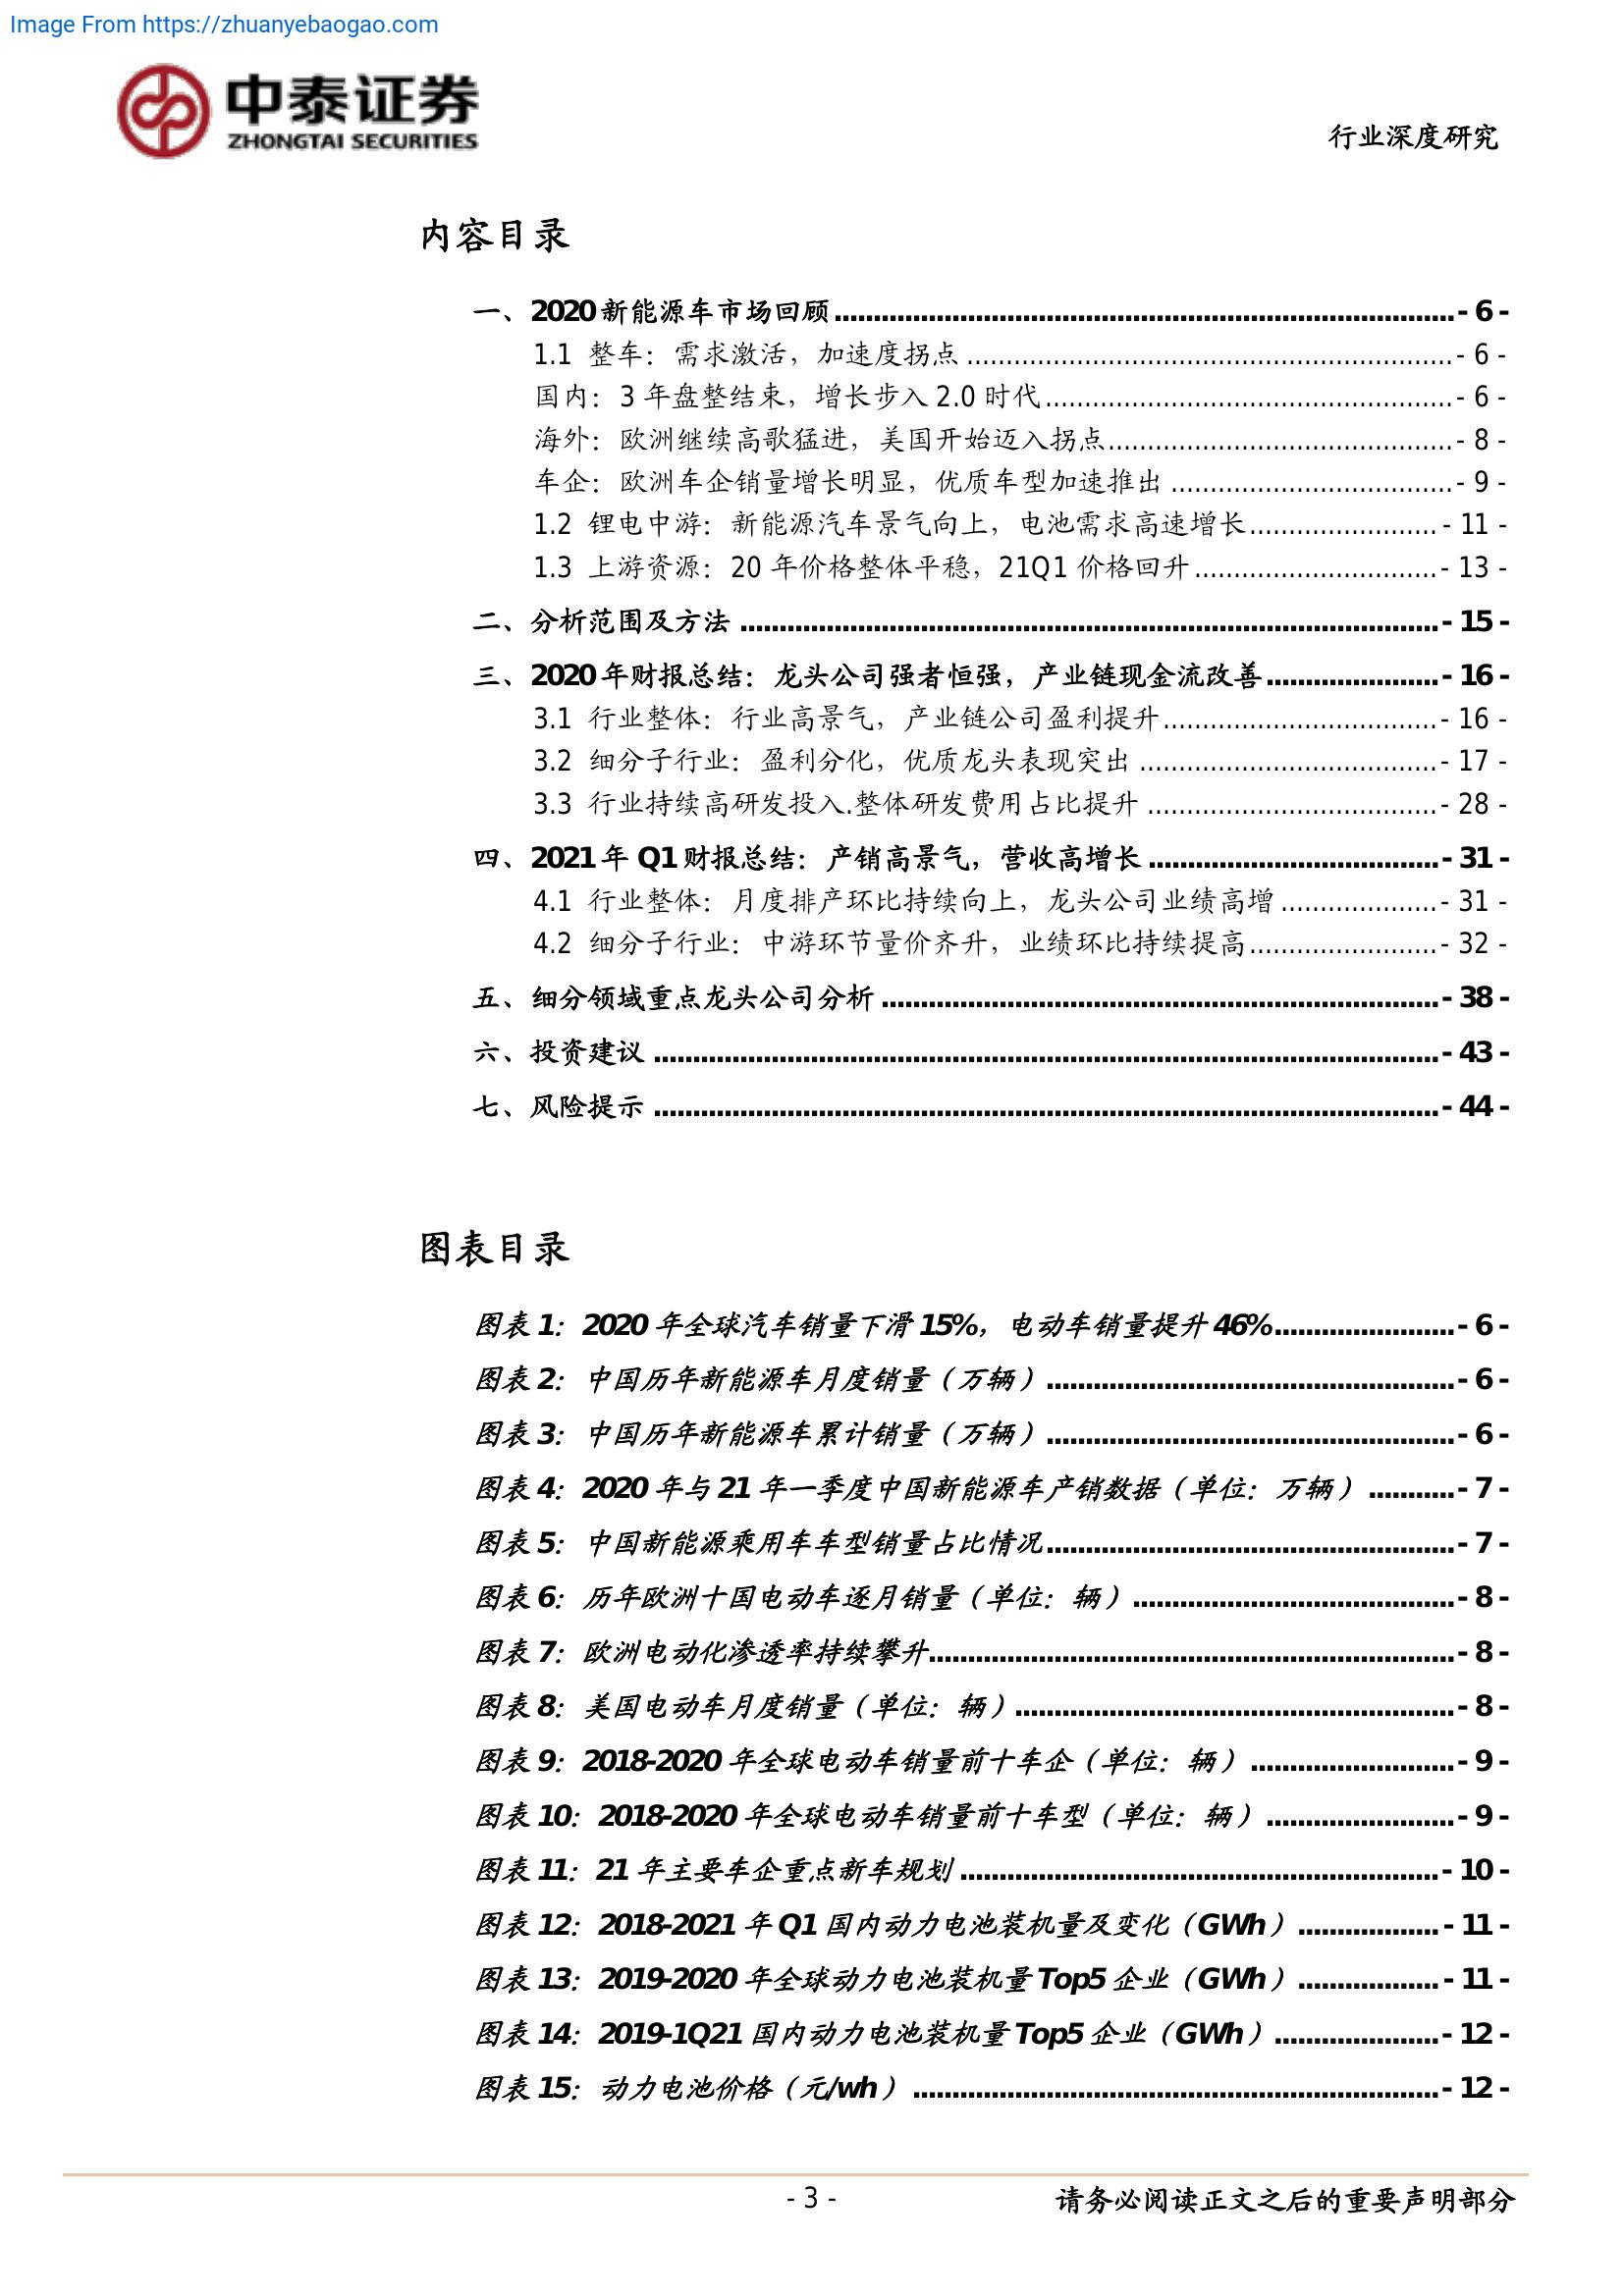 Image From https://zhuanyebaogao.com
中泰证券
ZHONGTAI SECURITIES
行业深度研究
内容目录
一、2020新能源车市场回顾 - 6 -
1.1 整车：需求激活，加速度拐点 - 6 -
国内：3 年盘整结束，增长步入 2.0 时代 - 6 -
海外：欧洲继续高歌猛进，美国开始迈入拐点 - 8 -
车企：欧洲车企销量增长明显，优质车型加速推出 - 9 -
1.2 锂电中游：新能源汽车景气向上，电池需求高速增长 - 11 -
1.3 上游资源：20 年价格整体平稳，21Q1 价格回升 - 13 -
二、分析范围及方法 - 15 -
三、2020 年财报总结：龙头公司强者恒强，产业链现金流改善 - 16 -
3.1 行业整体：行业高景气，产业链公司盈利提升 - 16 -
3.2 细分子行业：盈利分化，优质龙头表现突出 - 17 -
3.3 行业持续高研发投入.整体研发费用占比提升 - 28 -
四、2021 年 Q1 财报总结：产销高景气，营收高增长 - 31 -
4.1 行业整体：月度排产环比持续向上，龙头公司业绩高增 - 31 -
4.2 细分子行业：中游环节量价齐升，业绩环比持续提高 - 32 -
五、细分领域重点龙头公司分析 - 38 -
六、投资建议 - 43 -
七、风险提示 - 44 -
图表目录
图表 1：2020 年全球汽车销量下滑 15%，电动车销量提升 46% - 6 -
图表 2：中国历年新能源车月度销量（万辆） - 6 -
图表 3：中国历年新能源车累计销量（万辆） - 6 -
图表 4：2020 年与 21 年一季度中国新能源车产销数据（单位：万辆） - 7 -
图表 5：中国新能源乘用车车型销量占比情况 - 7 -
图表 6：历年欧洲十国电动车逐月销量（单位：辆） - 8 -
图表 7：欧洲电动化渗透率持续攀升 - 8 -
图表 8：美国电动车月度销量（单位：辆） - 8 -
图表 9：2018-2020 年全球电动车销量前十车企（单位：辆） - 9 -
图表 10：2018-2020 年全球电动车销量前十车型（单位：辆） - 9 -
图表 11：21 年主要车企重点新车规划 - 10 -
图表 12：2018-2021 年 Q1 国内动力电池装机量及变化（GWh） - 11 -
图表 13：2019-2020 年全球动力电池装机量 Top5 企业（GWh） - 11 -
图表 14：2019-1Q21 国内动力电池装机量 Top5 企业（GWh） - 12 -
图表 15：动力电池价格（元/wh） - 12 -
- 3 -
请务必阅读正文之后的重要声明部分